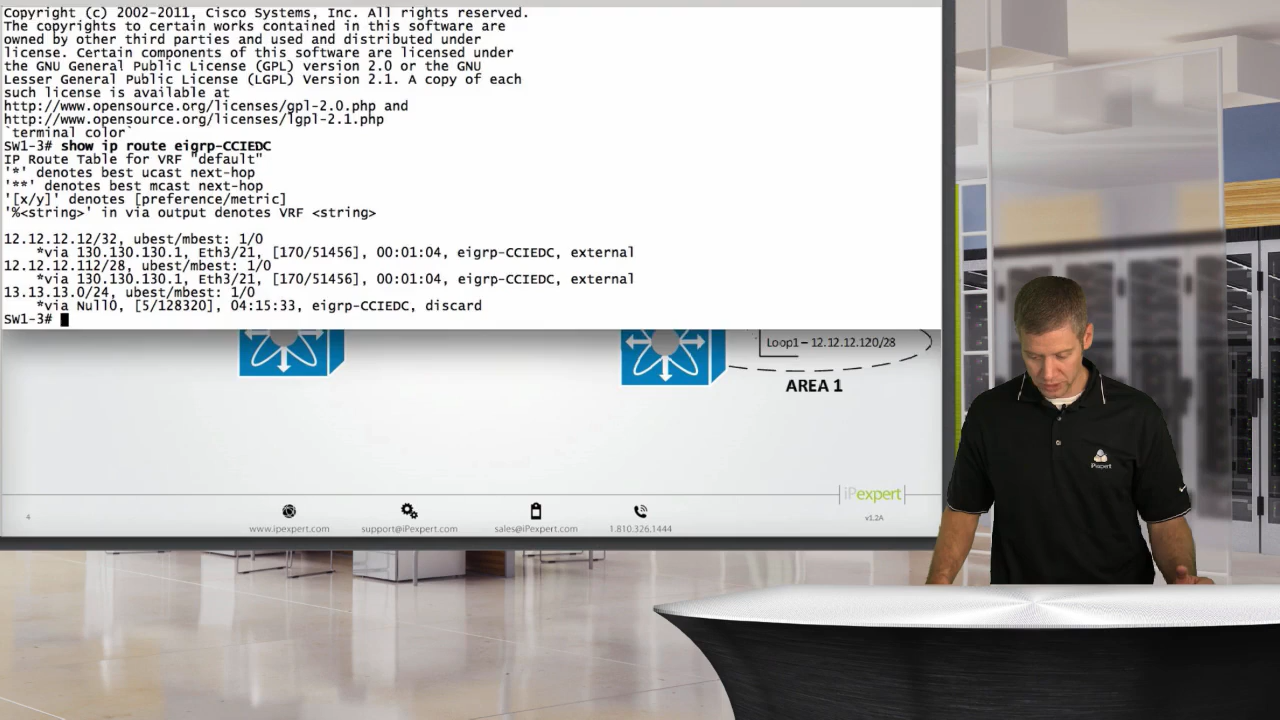 Copyright (c) 2002-2011, Cisco Systems, Inc. All rights reserved.
The copyrights to certain works contained in this software are
owned by other third parties and used and distributed under
license. Certain components of this software are licensed under
the GNU General Public License (GPL) version 2.0 or the GNU
Lesser General Public License (LGPL) Version 2.1. A copy of each
such license is available at
http://www.opensource.org/licenses/gpl-2.0.php and
http://www.opensource.org/licenses/lgpl-2.1.php
`terminal color`
SW1-3# show ip route eigrp-CCIEDC
IP Route Table for VRF "default"
'*' denotes best ucast next-hop
'**' denotes best mcast next-hop
'[x/y]' denotes [preference/metric]
'%<string>' in via output denotes VRF <string>
12.12.12.12/32, ubest/mbest: 1/0
*via 130.130.130.1, Eth3/21, [170/51456], 00:01:04, eigrp-CCIEDC, external
12.12.12.112/28, ubest/mbest: 1/0
*via 130.130.130.1, Eth3/21, [170/51456], 00:01:04, eigrp-CCIEDC, external
13.13.13.0/24, ubest/mbest: 1/0
*via Null0, [5/128320], 04:15:33, eigrp-CCIEDC, discard
SW1-3#
Loop1 – 12.12.12.120/28
AREA 1
iPexpert
iPexpert
4
www.ipexpert.com
support@iPexpert.com
sales@iPexpert.com
1.810.326.1444
v1.2A